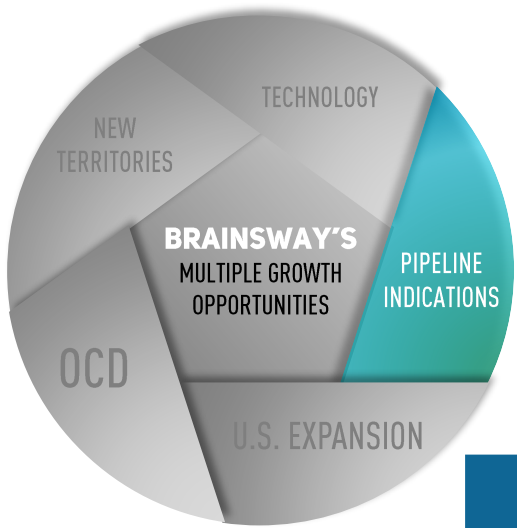 TECHNOLOGY
NEW
TERRITORIES
BRAINSWAY'S
MULTIPLE GROWTH
OPPORTUNITIES
PIPELINE
INDICATIONS
OCD
U.S. EXPANSION